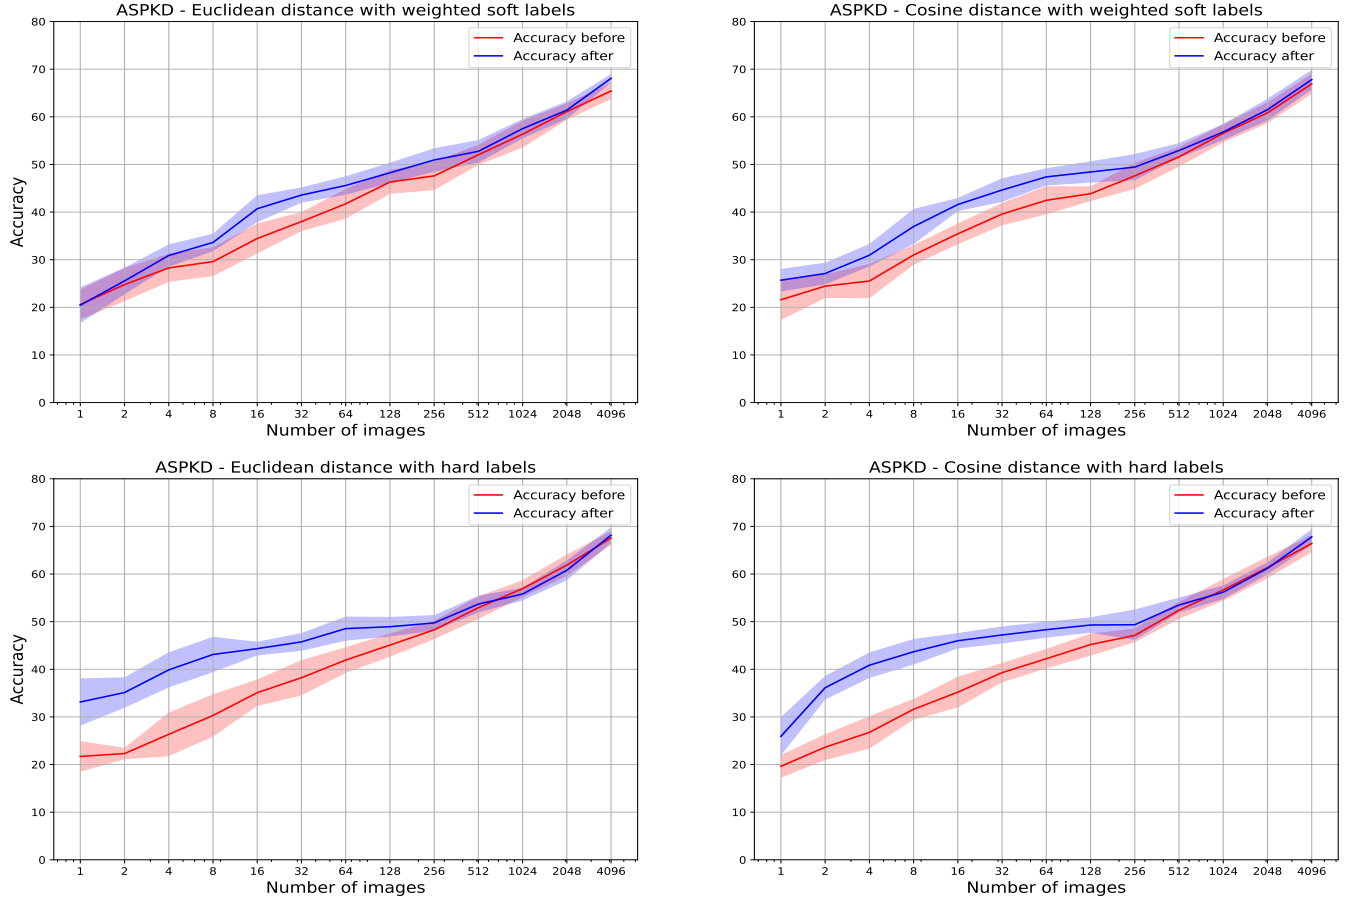 ASPKD - Euclidean distance with weighted soft labels
Accuracy before
Accuracy after
80
70
60
50
40
30
20
10
0
Accuracy
1 2 4 8 16 32 64 128 256 512 1024 2048 4096
Number of images
ASPKD - Cosine distance with weighted soft labels
Accuracy before
Accuracy after
80
70
60
50
40
30
20
10
0
1 2 4 8 16 32 64 128 256 512 1024 2048 4096
Number of images
ASPKD - Euclidean distance with hard labels
Accuracy before
Accuracy after
80
70
60
50
40
30
20
10
0
Accuracy
1 2 4 8 16 32 64 128 256 512 1024 2048 4096
Number of images
ASPKD - Cosine distance with hard labels
Accuracy before
Accuracy after
80
70
60
50
40
30
20
10
0
1 2 4 8 16 32 64 128 256 512 1024 2048 4096
Number of images